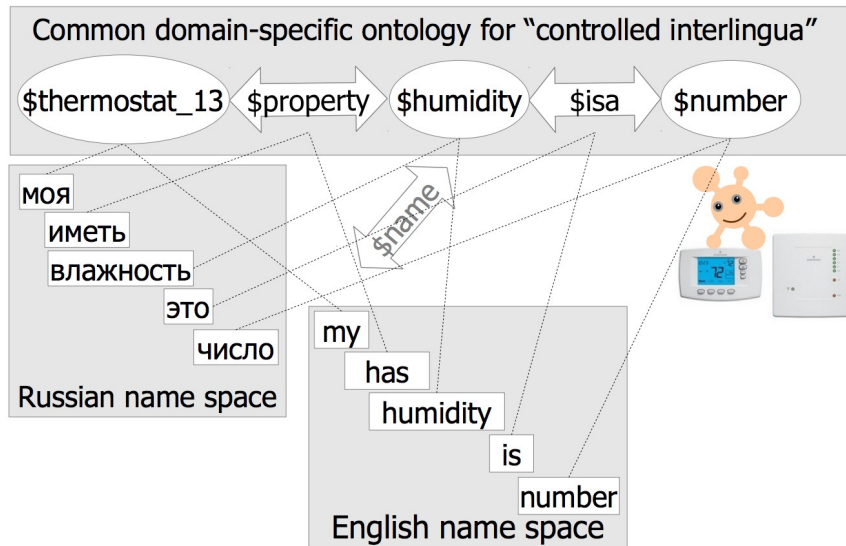 Common domain-specific ontology for “controlled interlingua”
$thermostat_13 $property $humidity $isa $number
моя
иметь
влажность
это
число
Russian name space
$name
my
has
humidity
is
number
English name space
72